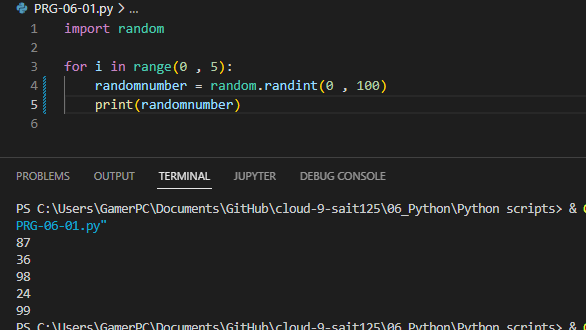 PRG-06-01.py > ...
1 import random
2
3 for i in range(0 , 5):
4 randomnumber = random.randint(0 , 100)
5 print(randomnumber)
6
PROBLEMS OUTPUT TERMINAL JUPYTER DEBUG CONSOLE
PS C:\Users\GamerPC\Documents\GitHub\cloud-9-sait125\06_Python\Python scripts> &
PRG-06-01.py"
87
36
98
24
99
PS C:\Users\GamerPC\Documents\GitHub\cloud-9-sait125\06_Python\Python scripts>